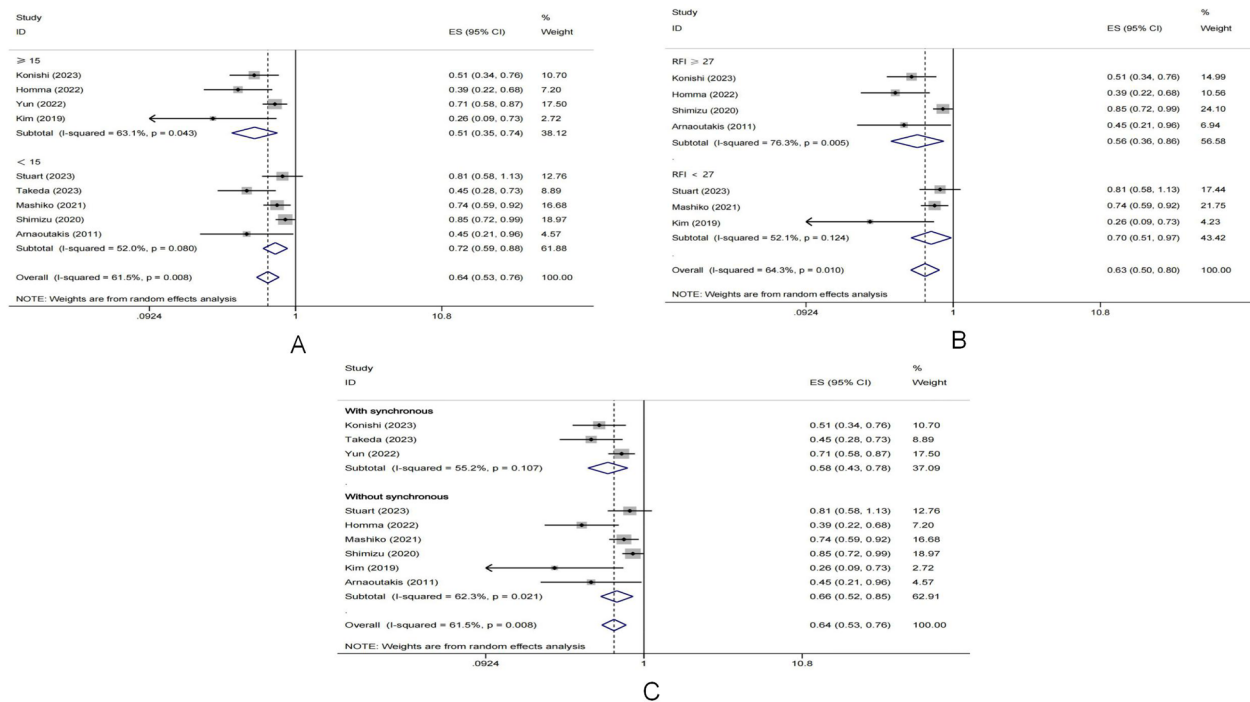 Study %
ID ES (95% CI) Weight
⩾ 15
Konishi (2023) 0.51 (0.34, 0.76) 10.70
Homma (2022) 0.39 (0.22, 0.68) 7.20
Yun (2022) 0.71 (0.58, 0.87) 17.50
Kim (2019) 0.26 (0.09, 0.73) 2.72
Subtotal (I-squared = 63.1%, p = 0.043) 0.51 (0.35, 0.74) 38.12
.
< 15
Stuart (2023) 0.81 (0.58, 1.13) 12.76
Takeda (2023) 0.45 (0.28, 0.73) 8.89
Mashiko (2021) 0.74 (0.59, 0.92) 16.68
Shimizu (2020) 0.85 (0.72, 0.99) 18.97
Arnaoutakis (2011) 0.45 (0.21, 0.96) 4.57
Subtotal (I-squared = 52.0%, p = 0.080) 0.72 (0.59, 0.88) 61.88
.
Overall (I-squared = 61.5%, p = 0.008) 0.64 (0.53, 0.76) 100.00
NOTE: Weights are from random effects analysis
.0924 1 10.8
A
Study %
ID ES (95% CI) Weight
RFI ⩾ 27
Konishi (2023) 0.51 (0.34, 0.76) 14.99
Homma (2022) 0.39 (0.22, 0.68) 10.56
Shimizu (2020) 0.85 (0.72, 0.99) 24.10
Arnaoutakis (2011) 0.45 (0.21, 0.96) 6.94
Subtotal (I-squared = 76.3%, p = 0.005) 0.56 (0.36, 0.86) 56.58
.
RFI < 27
Stuart (2023) 0.81 (0.58, 1.13) 17.44
Mashiko (2021) 0.74 (0.59, 0.92) 21.75
Kim (2019) 0.26 (0.09, 0.73) 4.23
Subtotal (I-squared = 52.1%, p = 0.124) 0.70 (0.51, 0.97) 43.42
.
Overall (I-squared = 64.3%, p = 0.010) 0.63 (0.50, 0.80) 100.00
NOTE: Weights are from random effects analysis
.0924 1 10.8
B
Study %
ID ES (95% CI) Weight
With synchronous
Konishi (2023) 0.51 (0.34, 0.76) 10.70
Takeda (2023) 0.45 (0.28, 0.73) 8.89
Yun (2022) 0.71 (0.58, 0.87) 17.50
Subtotal (I-squared = 55.2%, p = 0.107) 0.58 (0.43, 0.78) 37.09
.
Without synchronous
Stuart (2023) 0.81 (0.58, 1.13) 12.76
Homma (2022) 0.39 (0.22, 0.68) 7.20
Mashiko (2021) 0.74 (0.59, 0.92) 16.68
Shimizu (2020) 0.85 (0.72, 0.99) 18.97
Kim (2019) 0.26 (0.09, 0.73) 2.72
Arnaoutakis (2011) 0.45 (0.21, 0.96) 4.57
Subtotal (I-squared = 62.3%, p = 0.021) 0.66 (0.52, 0.85) 62.91
.
Overall (I-squared = 61.5%, p = 0.008) 0.64 (0.53, 0.76) 100.00
NOTE: Weights are from random effects analysis
.0924 1 10.8
C